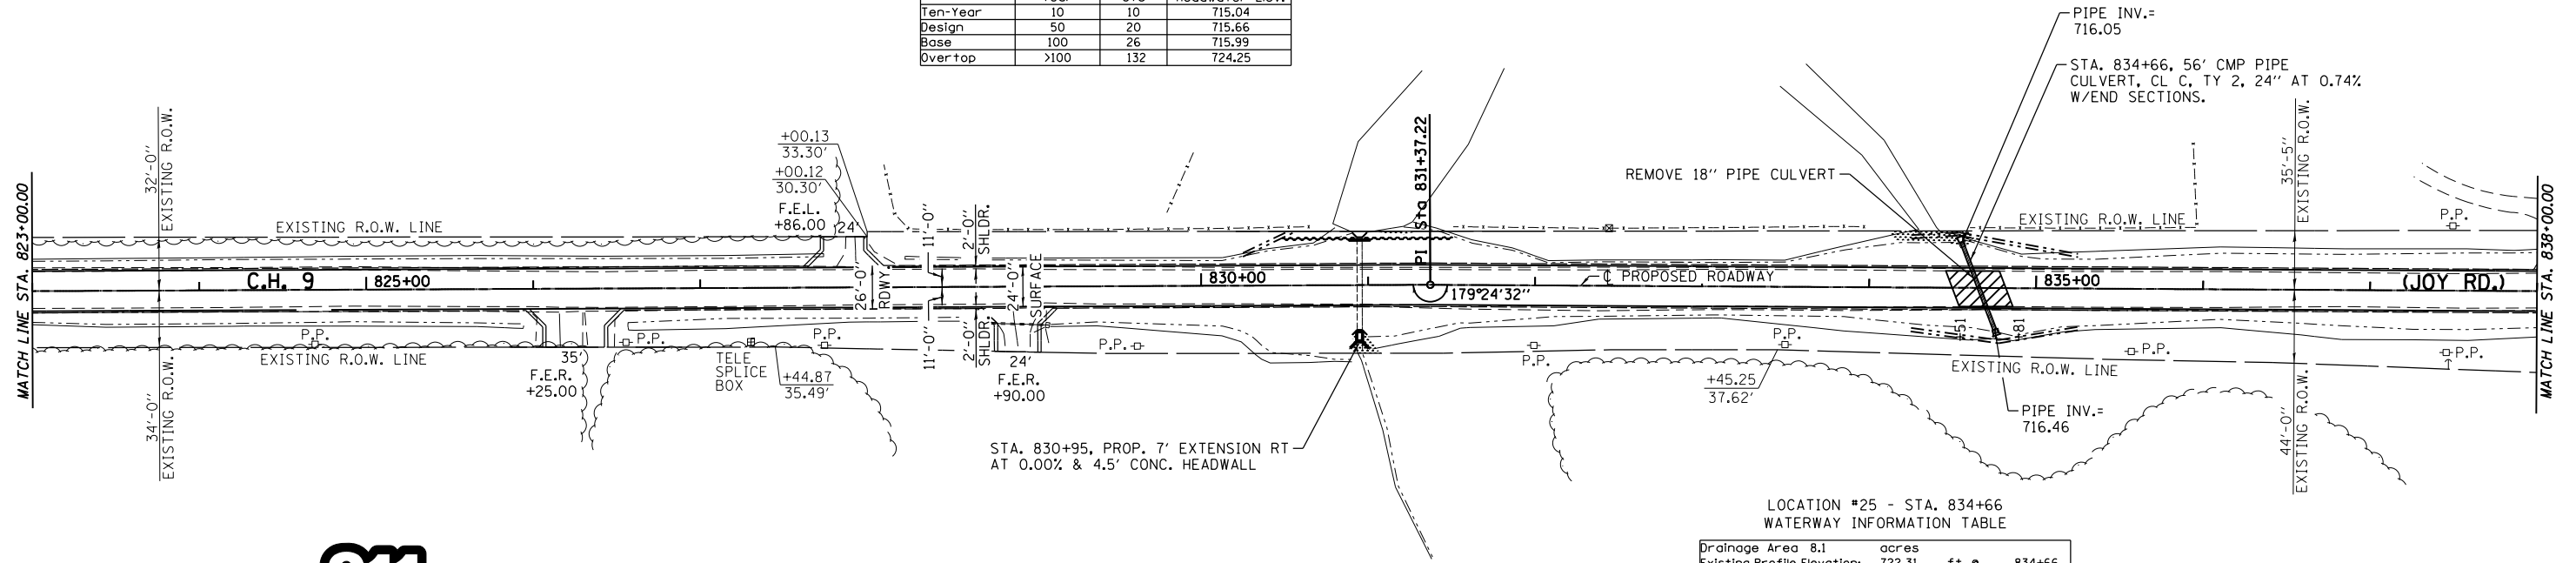 Ten-Year 10 10 715.04
Design 50 20 715.66
Base 100 26 715.99
Overtop >100 132 724.25
PIPE INV.=
716.05
STA. 834+66, 56' CMP PIPE
CULVERT, CL C, TY 2, 24'' AT 0.74%
W/END SECTIONS.
MATCH LINE STA. 823+00.00
32'-0''
EXISTING R.O.W.
EXISTING R.O.W. LINE
+00.13
33.30'
+00.12
30.30'
F.E.L.
+86.00
24'
11'-0''
2'-0''
SHLDR.
PI Sta 831+37.22
REMOVE 18'' PIPE CULVERT
EXISTING R.O.W. LINE
35'-5''
EXISTING R.O.W.
P.P.
C.H. 9
825+00
26'-0''
RDWY
24'-0''
SURFACE
830+00
179°24'32''
℄ PROPOSED ROADWAY
835+00
(JOY RD.)
MATCH LINE STA. 838+00.00
34'-0''
EXISTING R.O.W.
EXISTING R.O.W. LINE
P.P.
35'
F.E.R.
+25.00
P.P.
TELE
SPLICE
BOX
P.P.
+44.87
35.49'
11'-0''
2'-0''
SHLDR.
24'
F.E.R.
+90.00
P.P.
P.P.
P.P.
+45.25
37.62'
51
81
EXISTING R.O.W. LINE
P.P.
P.P.
PIPE INV.=
716.46
44'-0''
EXISTING R.O.W.
STA. 830+95, PROP. 7' EXTENSION RT
AT 0.00% & 4.5' CONC. HEADWALL
LOCATION #25 - STA. 834+66
WATERWAY INFORMATION TABLE
Drainage Area 8.1 acres
Existing Profile Elevation: 722.31 ft @ 834+66